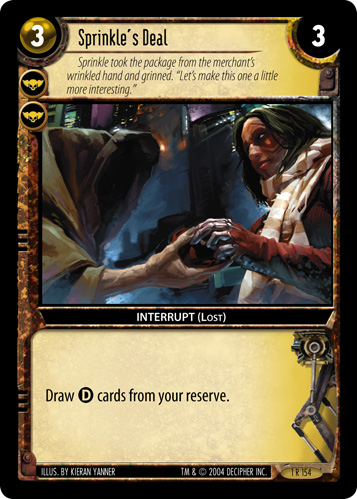 3 Sprinkle's Deal 3
Sprinkle took the package from the merchant's
wrinkled hand and grinned. “Let's make this one a little
more interesting.”
INTERRUPT (LOST)
Draw D cards from your reserve.
ILLUS. BY KIERAN YANNER TM & © 2004 DECIPHER INC. 1 R 154